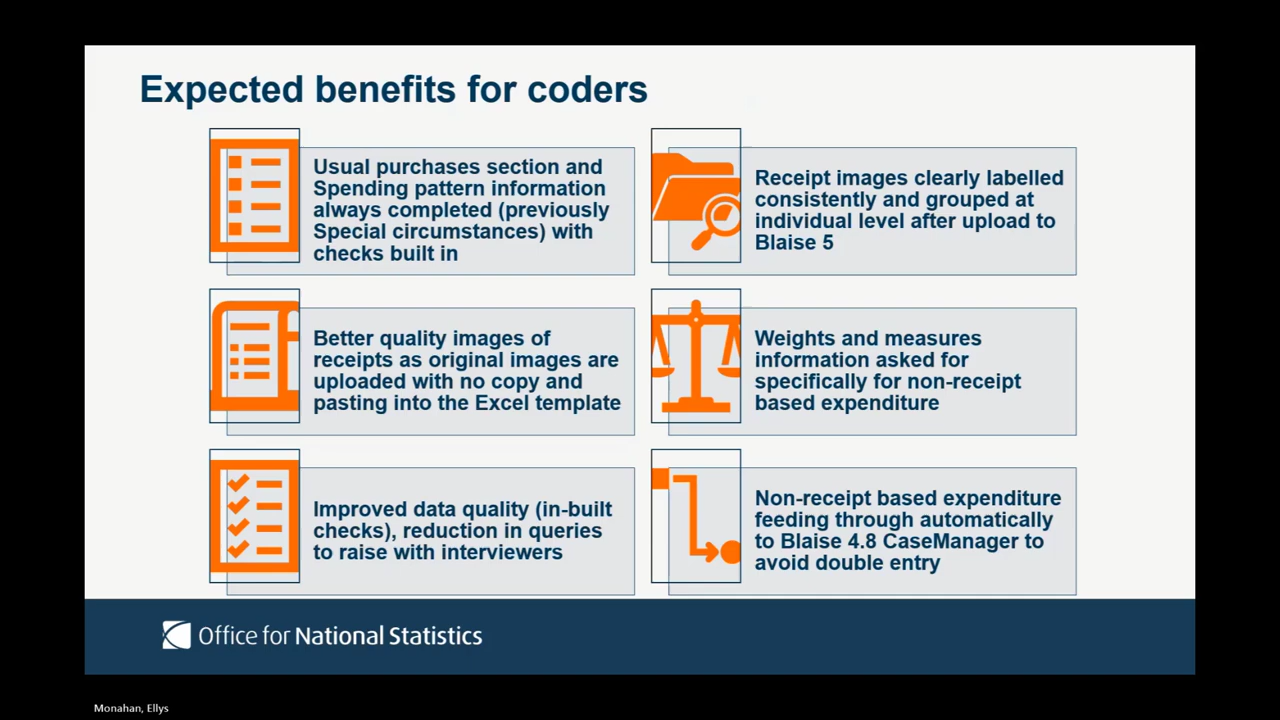 Expected benefits for coders
Usual purchases section and
Spending pattern information
always completed (previously
Special circumstances) with
checks built in
Receipt images clearly labelled
consistently and grouped at
individual level after upload to
Blaise 5
Better quality images of
receipts as original images are
uploaded with no copy and
pasting into the Excel template
Weights and measures
information asked for
specifically for non-receipt
based expenditure
Improved data quality (in-built
checks), reduction in queries
to raise with interviewers
Non-receipt based expenditure
feeding through automatically
to Blaise 4.8 CaseManager to
avoid double entry
Office for National Statistics
Monahan, Ellys